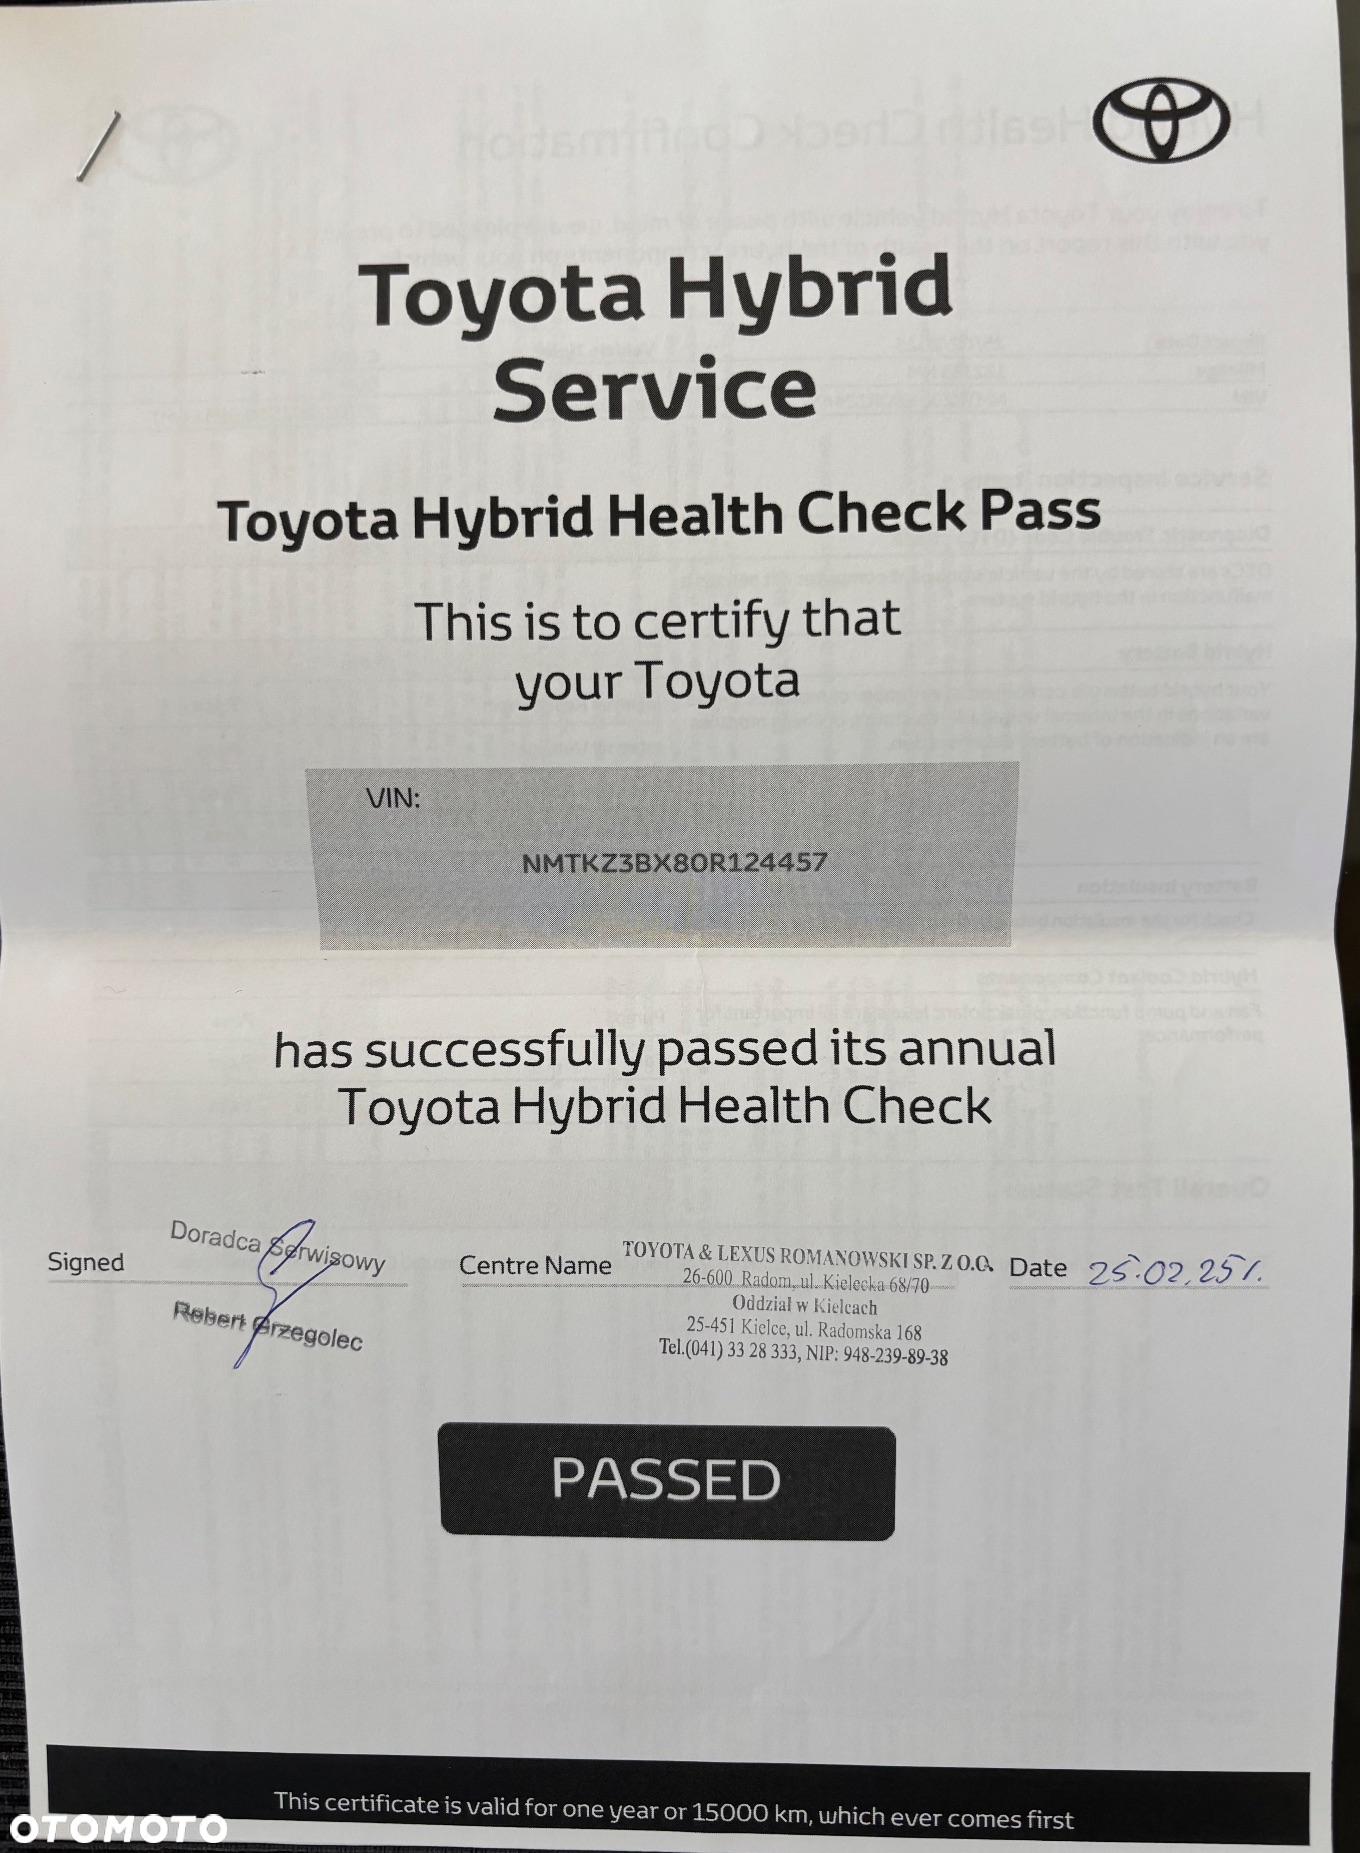 Toyota Hybrid
Service
Toyota Hybrid Health Check Pass
This is to certify that
your Toyota
VIN:
NMTKZ3BX80R124457
has successfully passed its annual
Toyota Hybrid Health Check
Signed
Doradca Serwisowy
Robert Grzegolec
Centre Name
TOYOTA & LEXUS ROMANOWSKI SP. Z O.O.
26-600 Radom, ul. Kielecka 68/70
Oddział w Kielcach
25-451 Kielce, ul. Radomska 168
Tel.(041) 33 28 333, NIP: 948-239-89-38
Date 25.02.25r.
PASSED
This certificate is valid for one year or 15000 km, which ever comes first
OTOMOTO